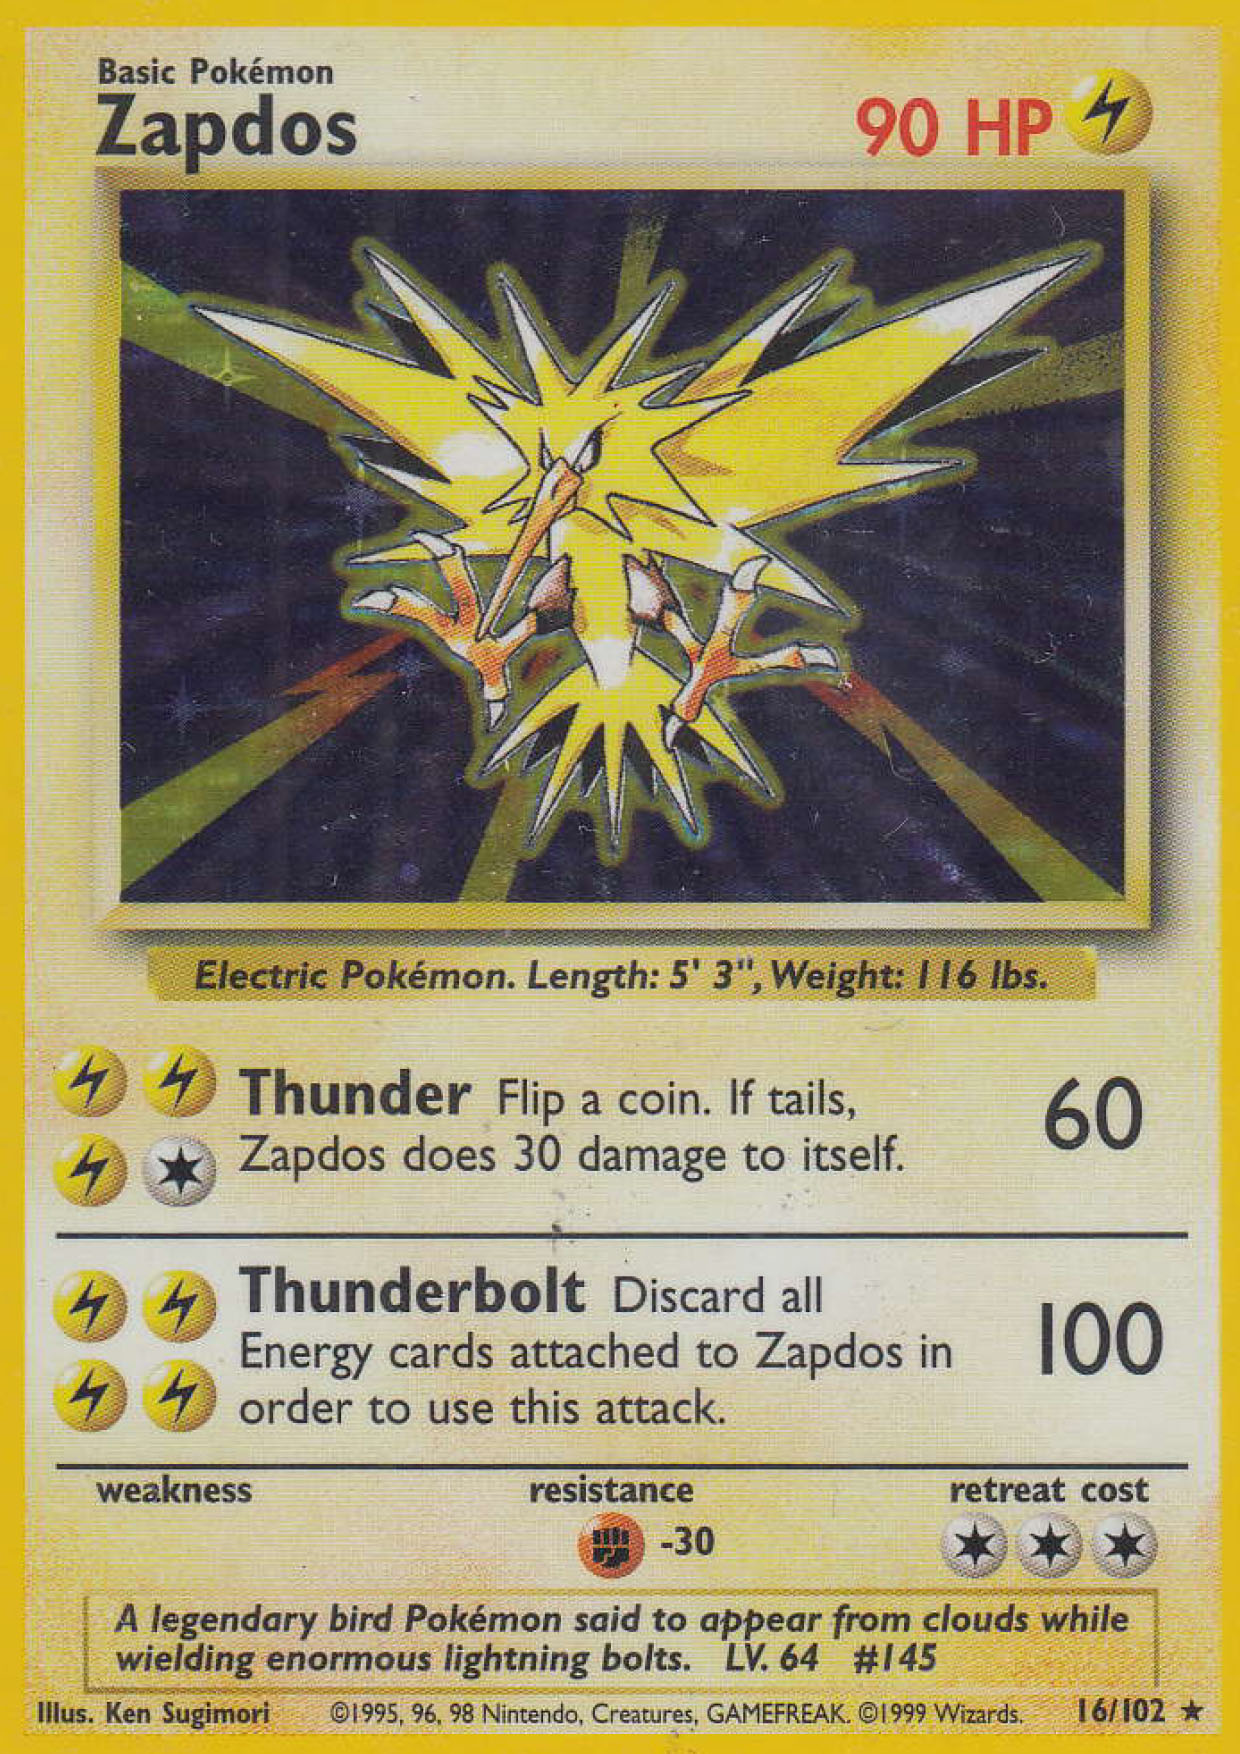 Basic Pokémon
Zapdos
90 HP
Electric Pokémon. Length: 5' 3", Weight: 116 lbs.
Thunder Flip a coin. If tails,
Zapdos does 30 damage to itself.
60
Thunderbolt Discard all
Energy cards attached to Zapdos in
order to use this attack.
100
weakness resistance retreat cost
-30
A legendary bird Pokémon said to appear from clouds while
wielding enormous lightning bolts. LV. 64 #145
Illus. Ken Sugimori ©1995, 96, 98 Nintendo, Creatures, GAMEFREAK. ©1999 Wizards. 16/102 ★